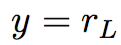 y = r_L